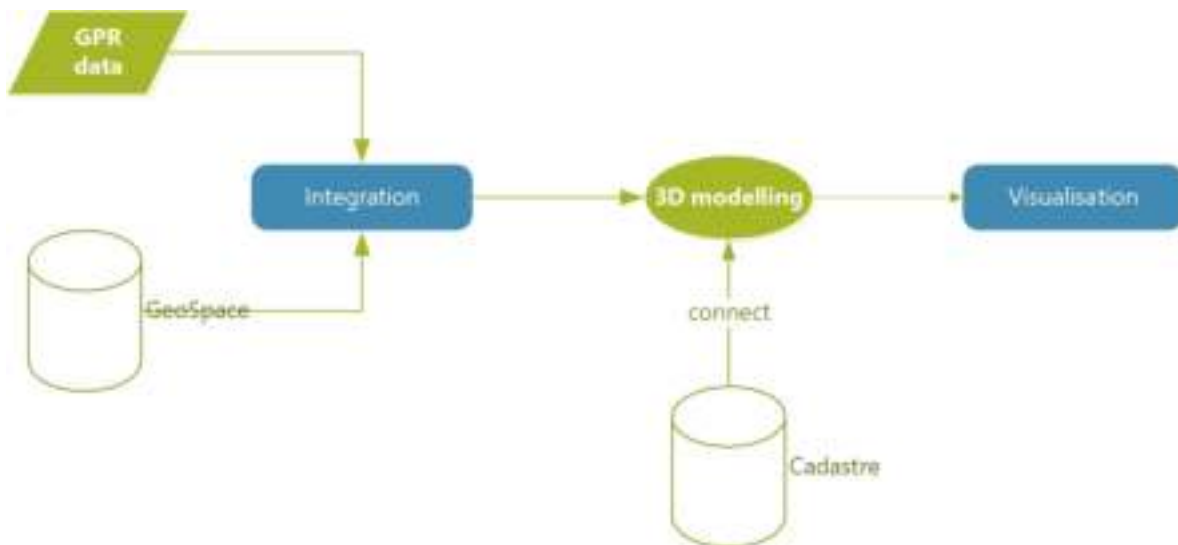 GPR
data
Integration
3D modelling
Visualisation
GeoSpace
connect
Cadastre